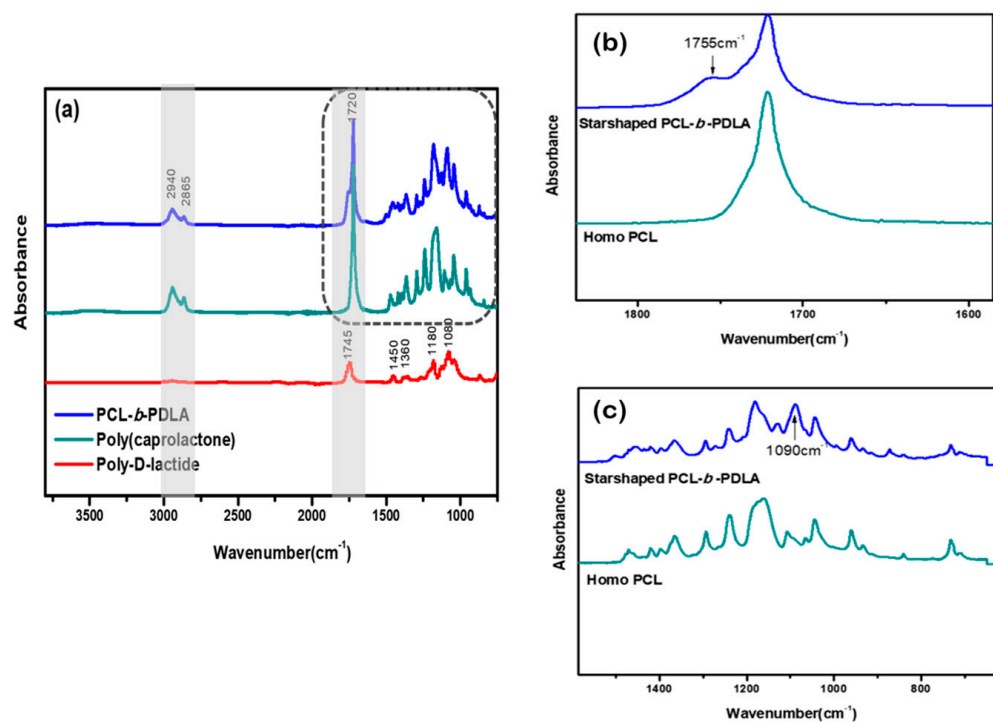 (a)
Absorbance
2940
2865
1720
1745
1450
1360
1180
1080
PCL-b-PDLA
Poly(caprolactone)
Poly-D-lactide
3500 3000 2500 2000 1500 1000
Wavenumber(cm⁻¹)
(b)
1755cm⁻¹
Absorbance
Starshaped PCL-b-PDLA
Homo PCL
1800 1700 1600
Wavenumber(cm⁻¹)
(c)
1090cm⁻¹
Absorbance
Starshaped PCL-b-PDLA
Homo PCL
1400 1200 1000 800
Wavenumber(cm⁻¹)